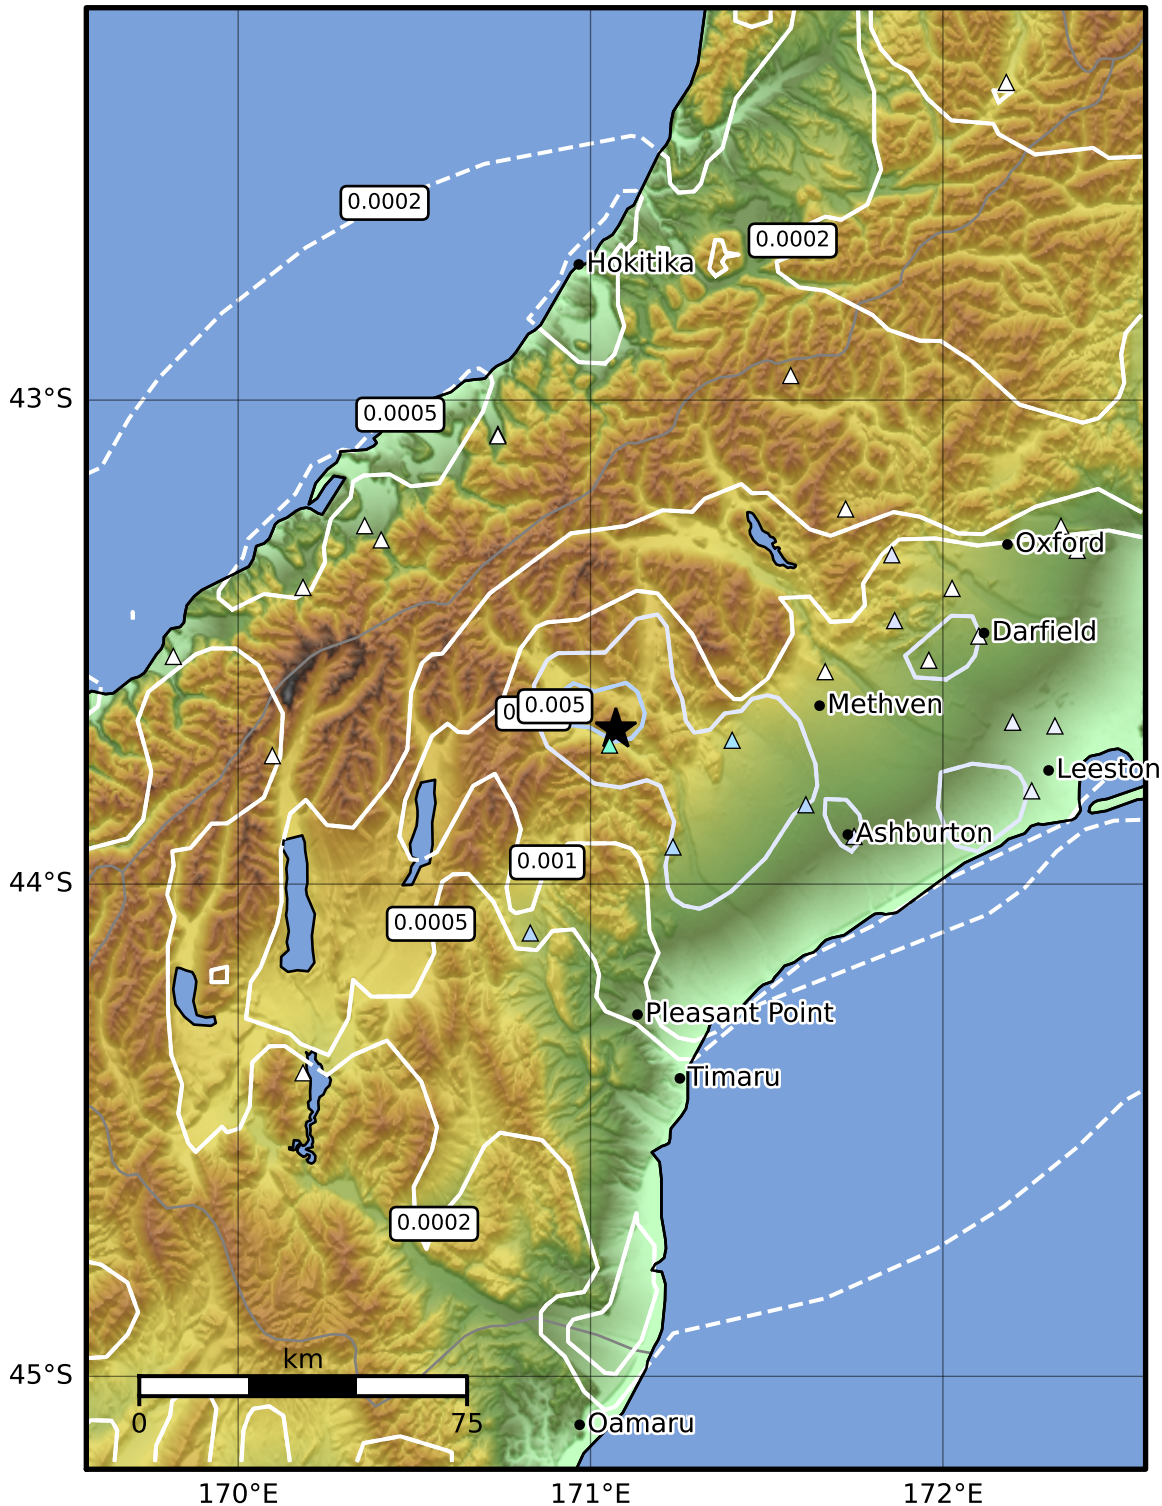 0.0002
0.0002
Hokitika
43°S
0.0005
Oxford
Darfield
Methven
0.005
Leeston
Ashburton
0.001
44°S
0.0005
Pleasant Point
Timaru
0.0002
km
45°S
0
75
Oamaru
170°E
171°E
172°E